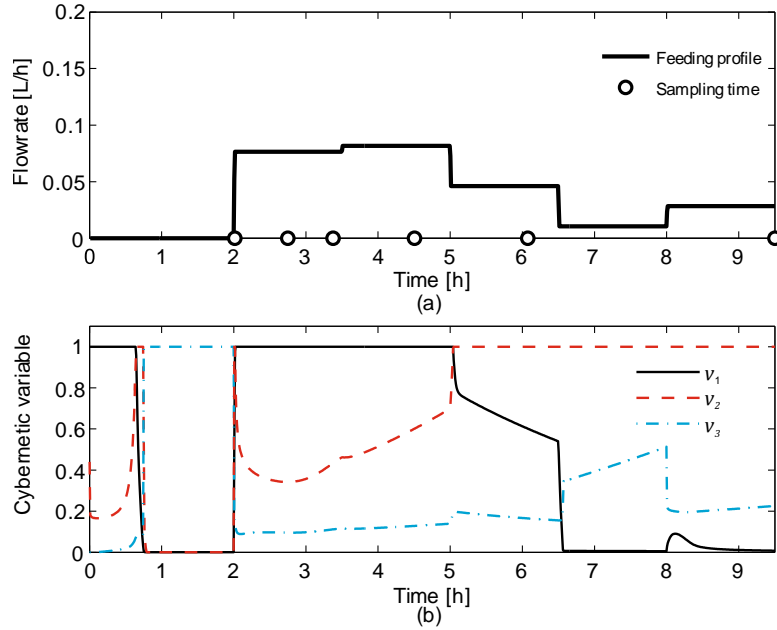 0.2
0.15
0.1
0.05
0
Flowrate [L/h]
Feeding profile
Sampling time
0 1 2 3 4 5 6 7 8 9
Time [h]
(a)
1
0.8
0.6
0.4
0.2
0
Cybernetic variable
v1
v2
v3
0 1 2 3 4 5 6 7 8 9
Time [h]
(b)